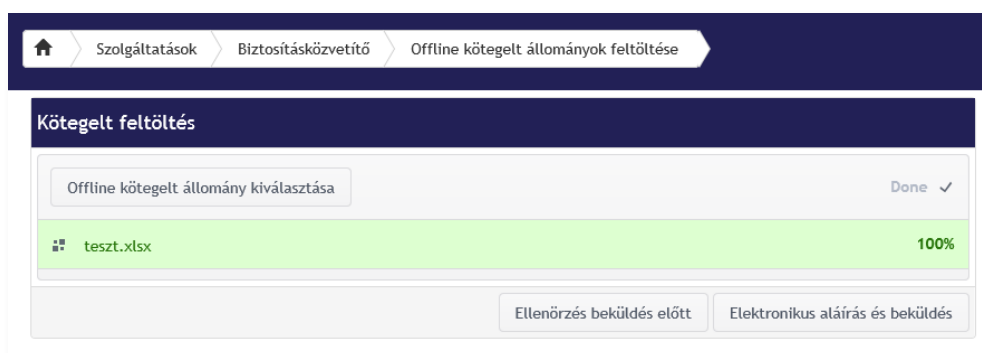 Szolgáltatások Biztosításközvetítő Offline kötegelt állományok feltöltése
Kötegelt feltöltés
Offline kötegelt állomány kiválasztása Done
teszt.xlsx 100%
Ellenőrzés beküldés előtt Elektronikus aláírás és beküldés